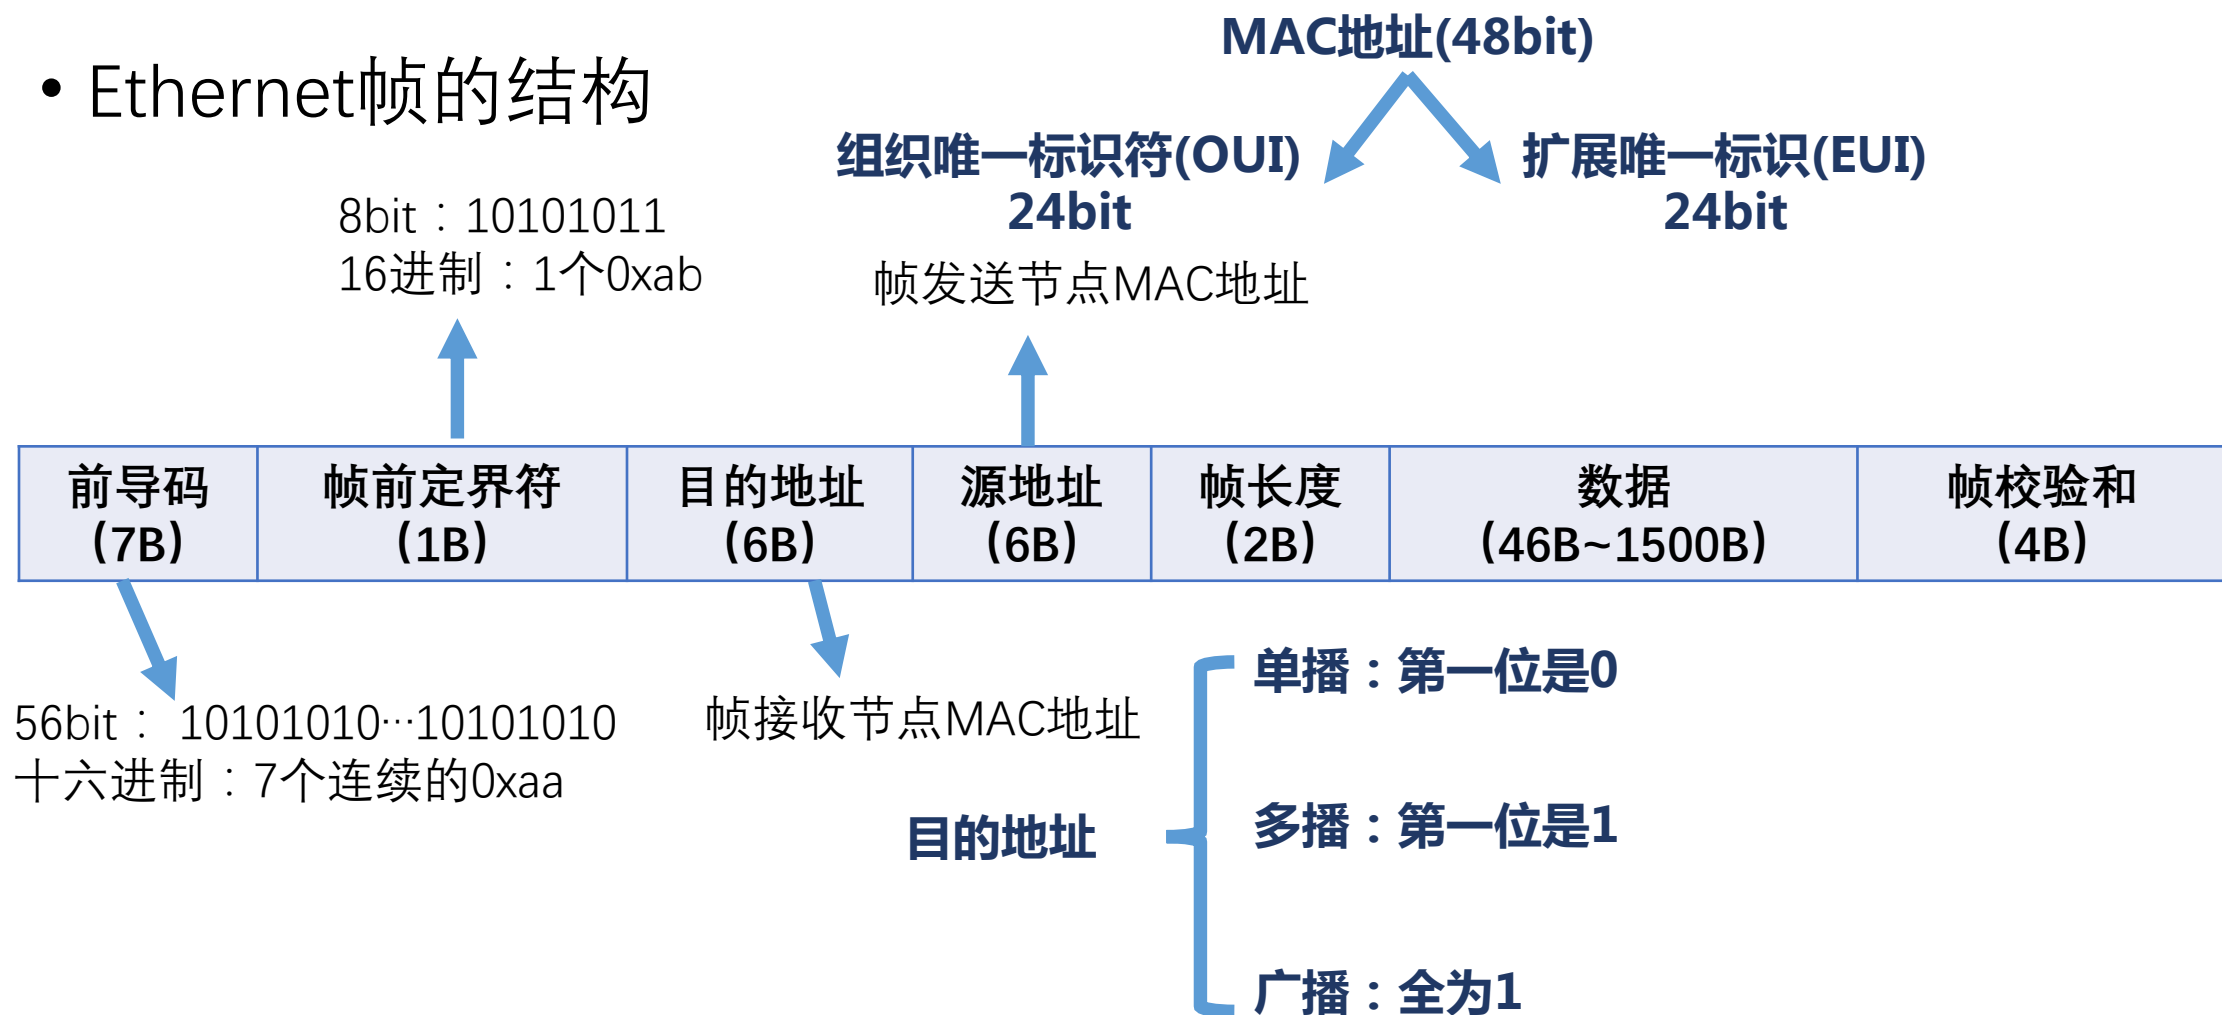 • Ethernet帧的结构
MAC地址(48bit)
组织唯一标识符(OUI)
24bit
扩展唯一标识(EUI)
24bit
8bit：10101011
16进制：1个0xab
帧发送节点MAC地址
前导码
(7B)
帧前定界符
(1B)
目的地址
(6B)
源地址
(6B)
帧长度
(2B)
数据
(46B~1500B)
帧校验和
(4B)
56bit： 10101010…10101010
十六进制：7个连续的0xaa
帧接收节点MAC地址
目的地址
单播：第一位是0
多播：第一位是1
广播：全为1